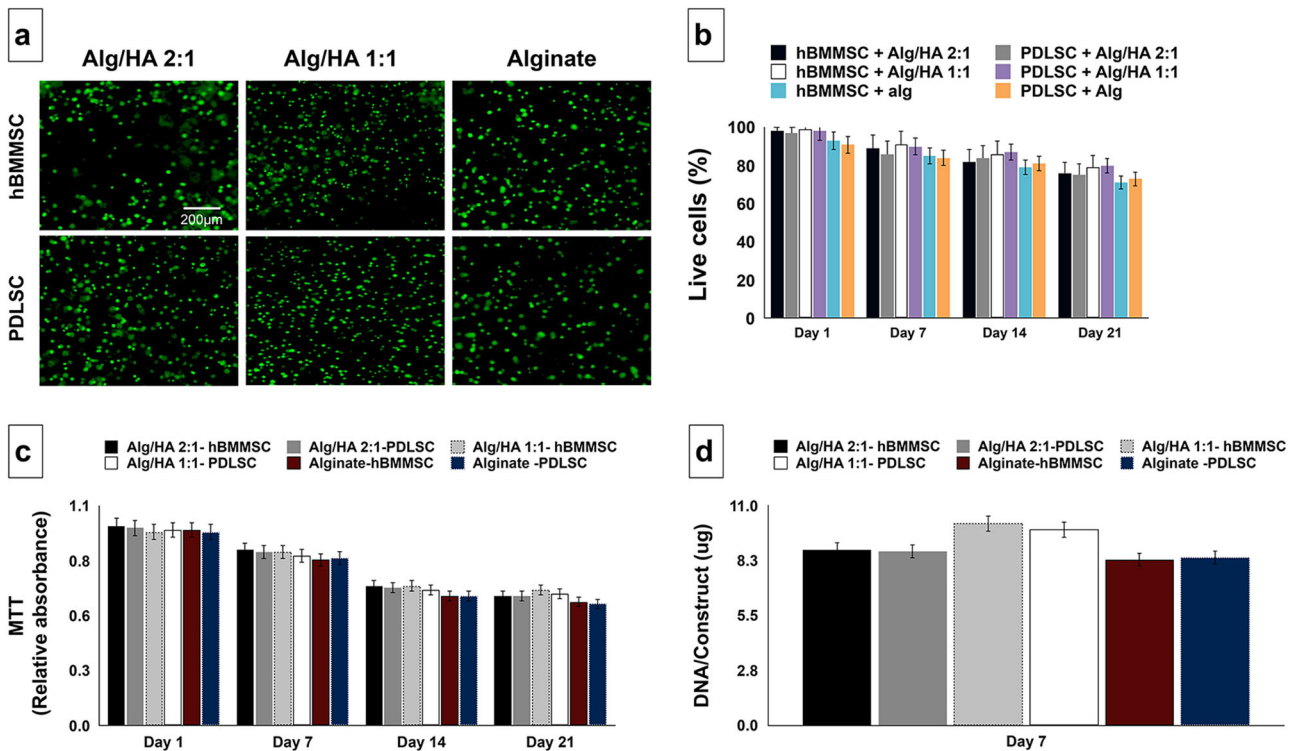 a
Alg/HA 2:1 Alg/HA 1:1 Alginate
hBMMSC
200µm
PDLSC
b
hBMMSC + Alg/HA 2:1 PDLSC + Alg/HA 2:1
hBMMSC + Alg/HA 1:1 PDLSC + Alg/HA 1:1
hBMMSC + alg PDLSC + Alg
Live cells (%)
100
80
60
40
20
0
Day 1 Day 7 Day 14 Day 21
c
Alg/HA 2:1- hBMMSC Alg/HA 2:1-PDLSC Alg/HA 1:1- hBMMSC
Alg/HA 1:1- PDLSC Alginate-hBMMSC Alginate -PDLSC
MTT
(Relative absorbance)
1.1
0.8
0.6
0.3
0.0
Day 1 Day 7 Day 14 Day 21
d
Alg/HA 2:1- hBMMSC Alg/HA 2:1-PDLSC Alg/HA 1:1- hBMMSC
Alg/HA 1:1- PDLSC Alginate-hBMMSC Alginate -PDLSC
DNA/Construct (ug)
11.0
8.3
5.5
2.8
0.0
Day 7